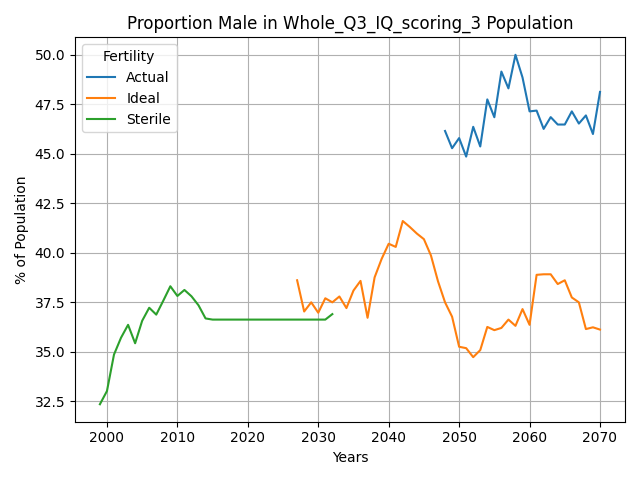 Proportion Male in Whole_Q3_IQ_scoring_3 Population
Fertility
Actual
Ideal
Sterile
% of Population
50.0
47.5
45.0
42.5
40.0
37.5
35.0
32.5
2000 2010 2020 2030 2040 2050 2060 2070
Years